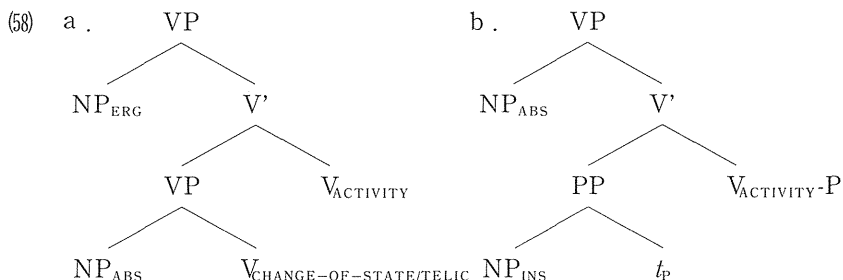 (58) a. VP b. VP
NP_ERG V' NP_ABS V'
VP V_ACTIVITY PP V_ACTIVITY-P
NP_ABS V_CHANGE-OF-STATE/TELIC NP_INS t_P